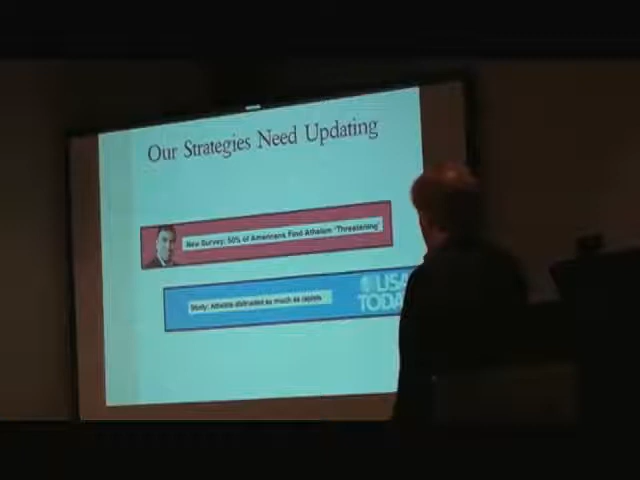 Our Strategies Need Updating
New Survey: 50% of Americans Find Atheism 'Threatening'
Study: Atheists distrusted as much as rapists
USA
TODAY